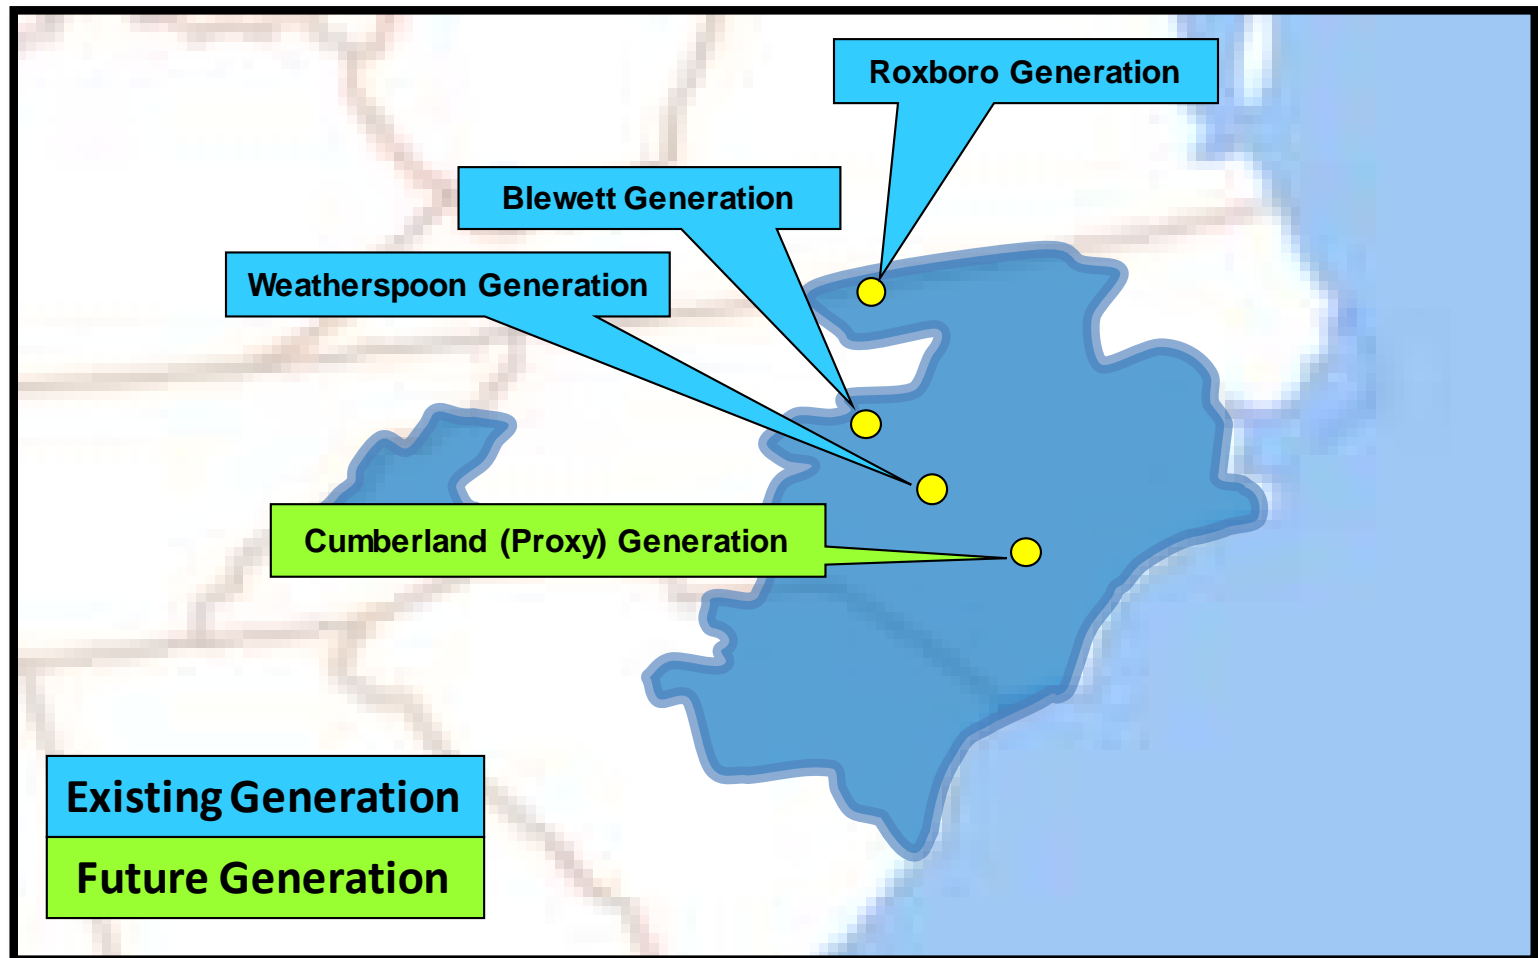 Roxboro Generation
Blewett Generation
Weatherspoon Generation
Cumberland (Proxy) Generation
Existing Generation
Future Generation